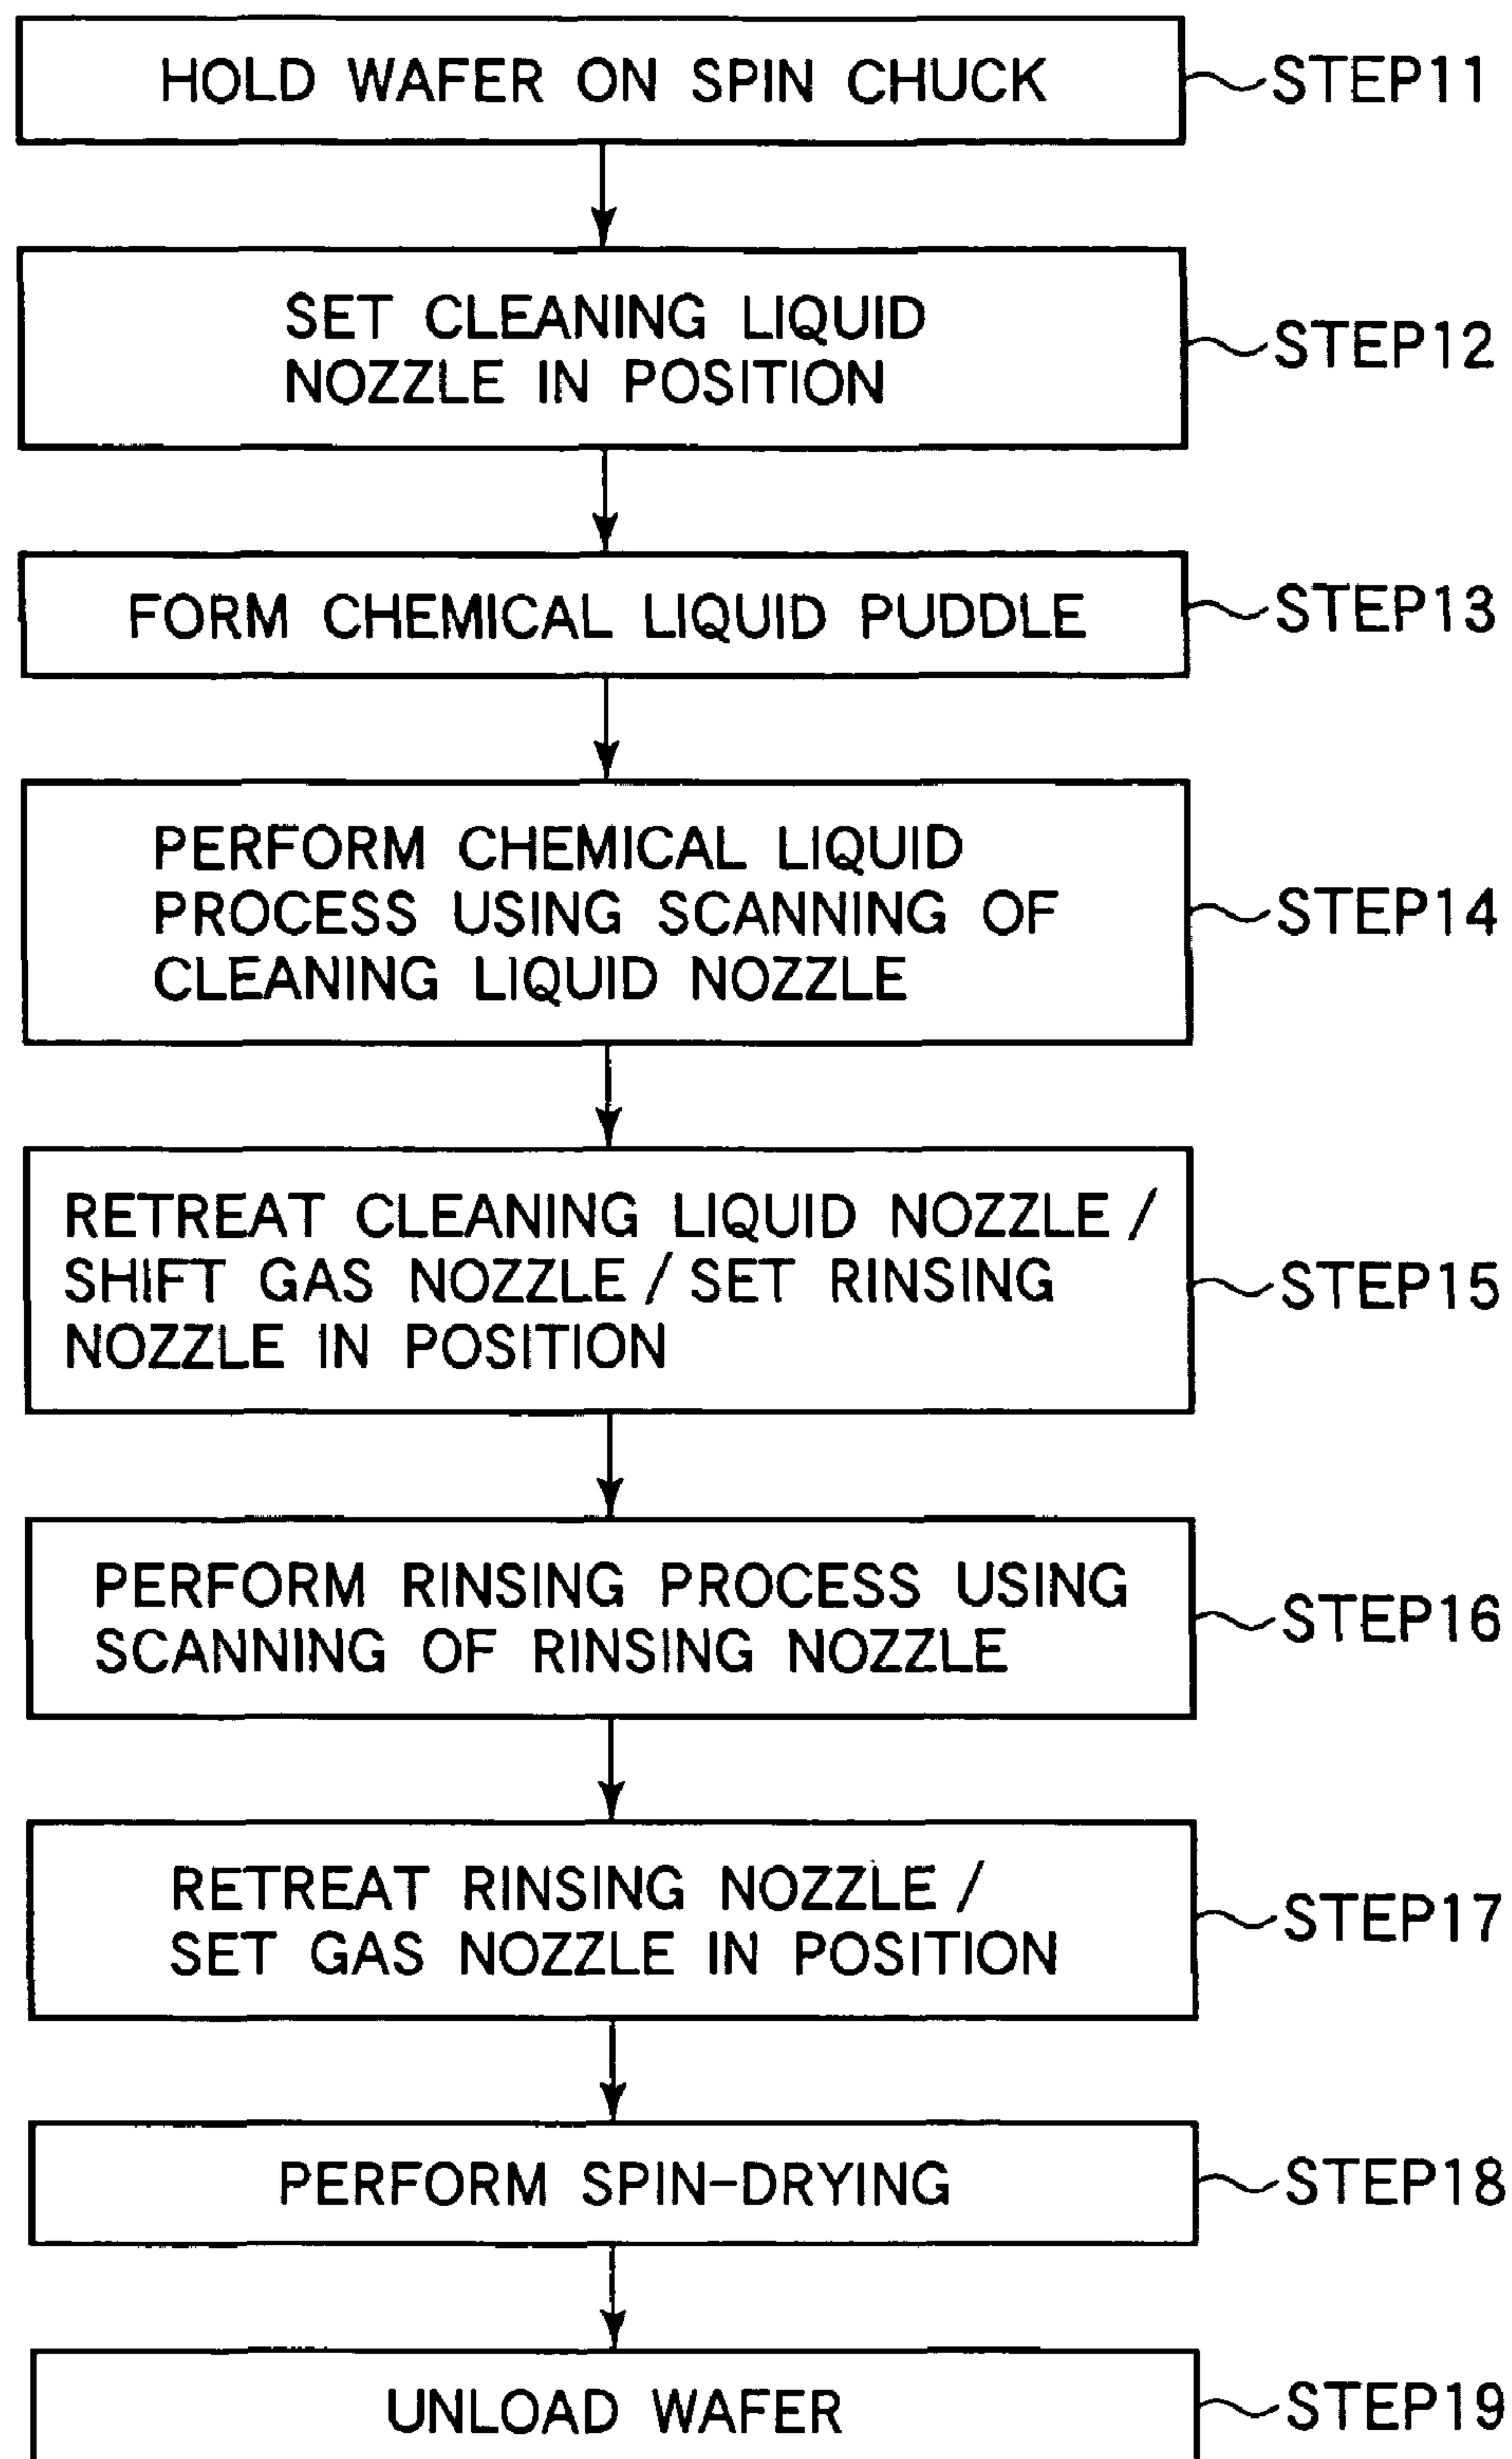 HOLD WAFER ON SPIN CHUCK
STEP11
SET CLEANING LIQUID
NOZZLE IN POSITION
STEP12
FORM CHEMICAL LIQUID PUDDLE
STEP13
PERFORM CHEMICAL LIQUID
PROCESS USING SCANNING OF
CLEANING LIQUID NOZZLE
STEP14
RETREAT CLEANING LIQUID NOZZLE /
SHIFT GAS NOZZLE / SET RINSING
NOZZLE IN POSITION
STEP15
PERFORM RINSING PROCESS USING
SCANNING OF RINSING NOZZLE
STEP16
RETREAT RINSING NOZZLE /
SET GAS NOZZLE IN POSITION
STEP17
PERFORM SPIN-DRYING
STEP18
UNLOAD WAFER
STEP19